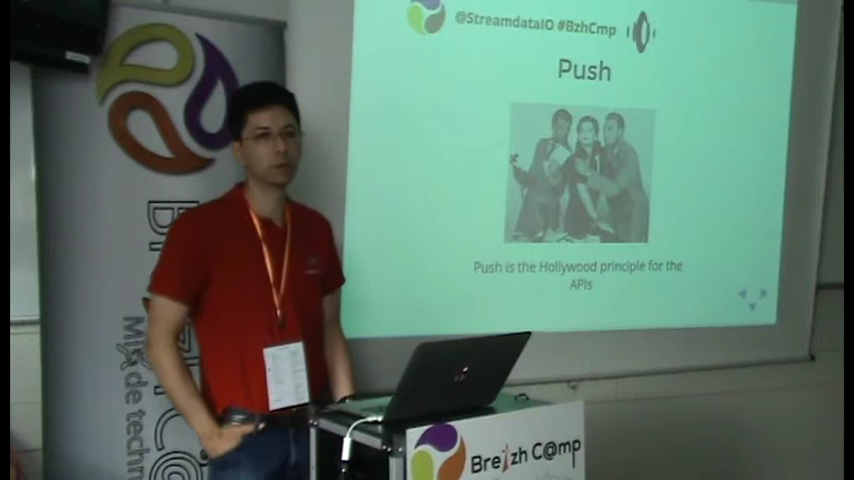 @StreamdataIO #BzhCmp
Push
Push is the Hollywood principle for the
APIs
Mix de techn
Breizh C@mp